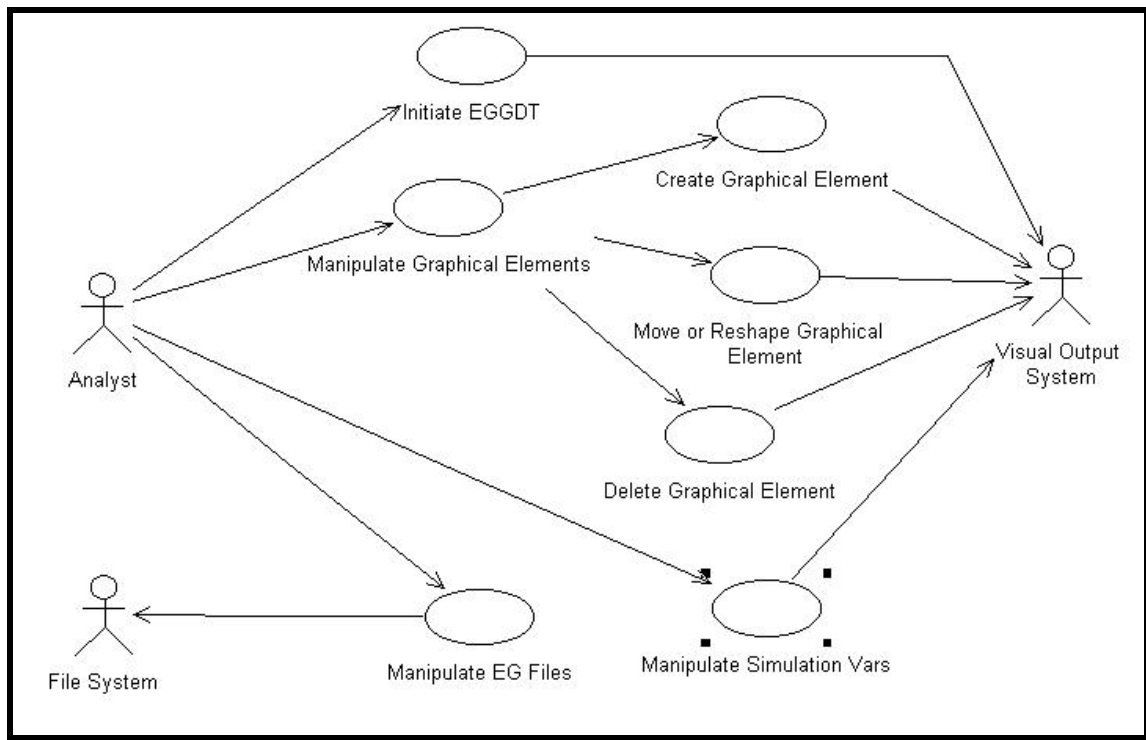 Initiate EGGDT
Create Graphical Element
Manipulate Graphical Elements
Move or Reshape Graphical
Element
Visual Output
System
Analyst
Delete Graphical Element
Manipulate EG Files
Manipulate Simulation Vars
File System